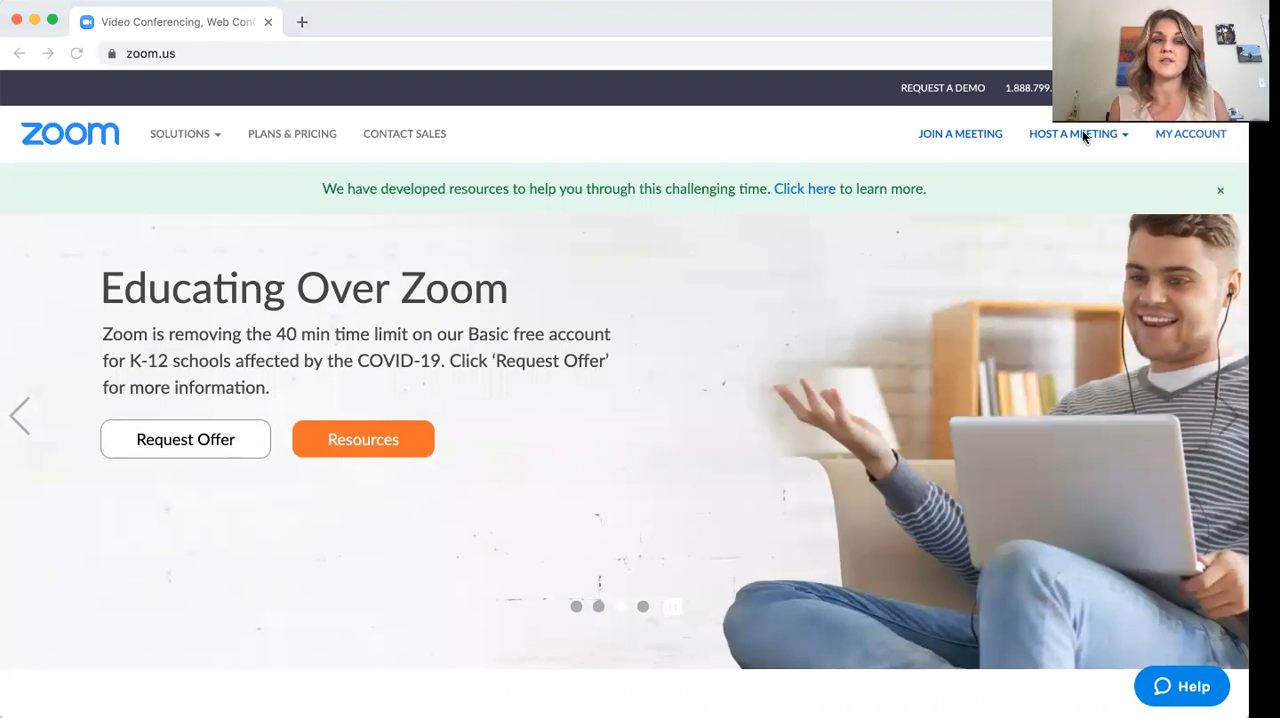 Video Conferencing, Web Con
zoom.us
REQUEST A DEMO 1.888.799.
zoom SOLUTIONS PLANS & PRICING CONTACT SALES JOIN A MEETING HOST A MEETING MY ACCOUNT
We have developed resources to help you through this challenging time. Click here to learn more.
Educating Over Zoom
Zoom is removing the 40 min time limit on our Basic free account
for K-12 schools affected by the COVID-19. Click ‘Request Offer’
for more information.
Request Offer Resources
Help